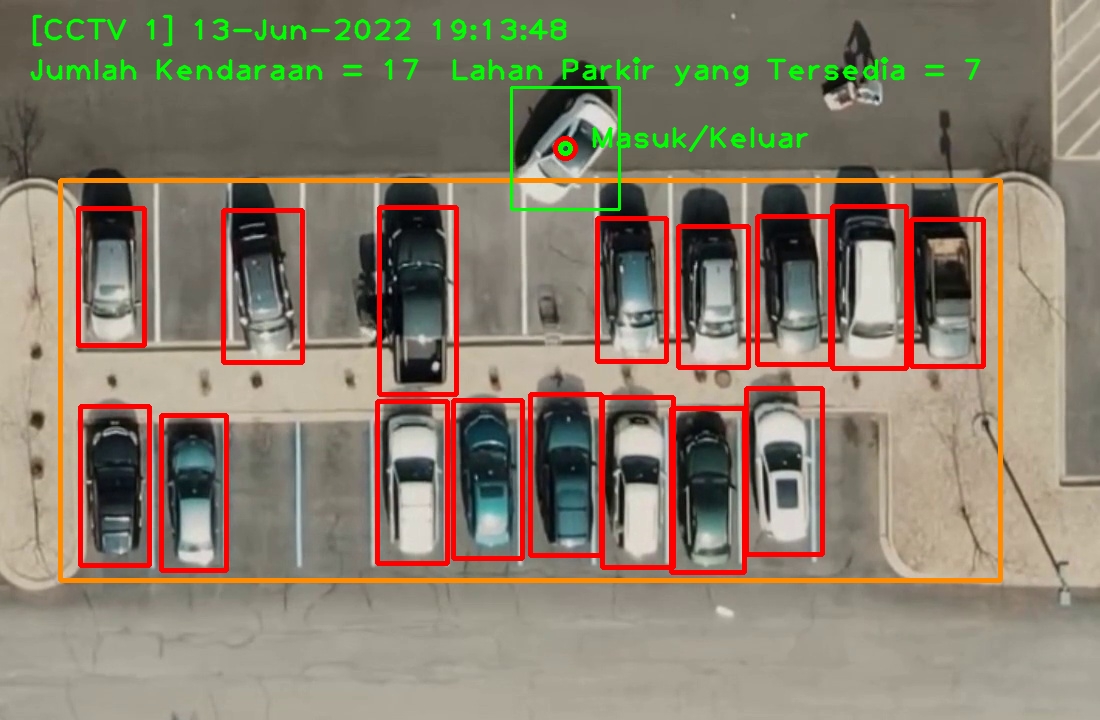 [CCTV 1] 13-Jun-2022 19:13:48
Jumlah Kendaraan = 17 Lahan Parkir yang Tersedia = 7
Masuk/Keluar